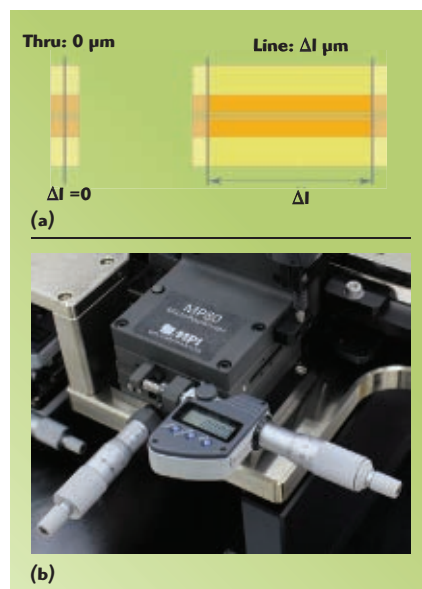 Thru: 0 µm
Line: Δl µm
Δl =0
Δl
(a)
MP80
MPI
(b)